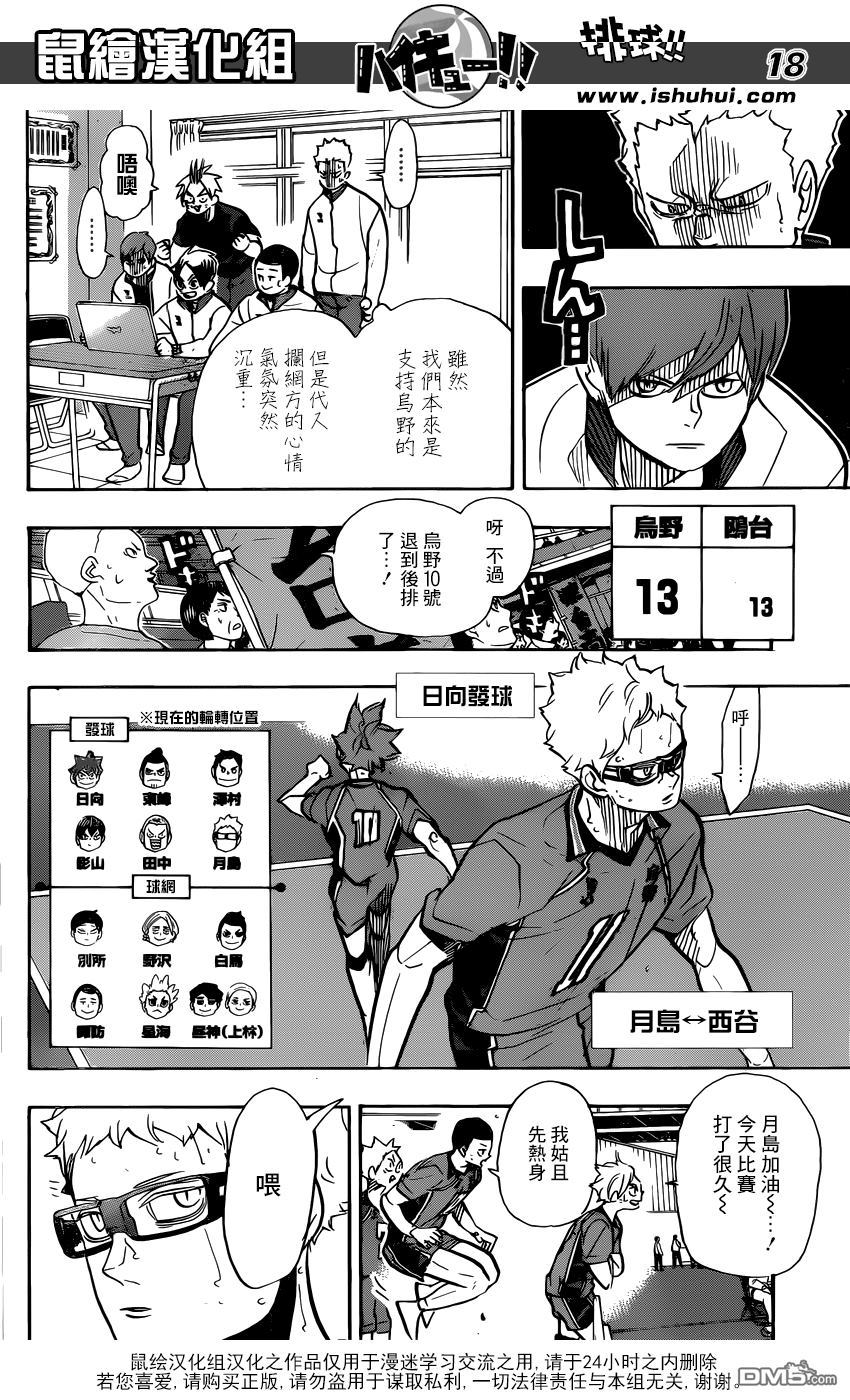 鼠繪漢化組
ハイキュー!!
排球!!
18
www.ishuhui.com
しん…
……
唔噢
……
雖然
我們本來是
支持烏野的
但是代入
攔網方的心情
氣氛突然
沉重…
烏野 鷗台
13 13
呀 不過
烏野10號
退到後排
了…!
ドキ
ドキ
日向發球
呼——
※現在的輪轉位置
發球
日向 東峰 澤村
影山 田中 月島
球網
別所 野沢 白馬
諏訪 星海 昼神(上林)
10
11
月島↔西谷
月島加油~…!
今天比賽
打了很久~
我姑且
先熱身
喂
鼠绘汉化组汉化之作品仅用于漫迷学习交流之用, 请于24小时之内删除
若您喜爱, 请购买正版, 请勿用于谋取私利, 一切法律责任与本组无关, 谢谢。
DM5.com